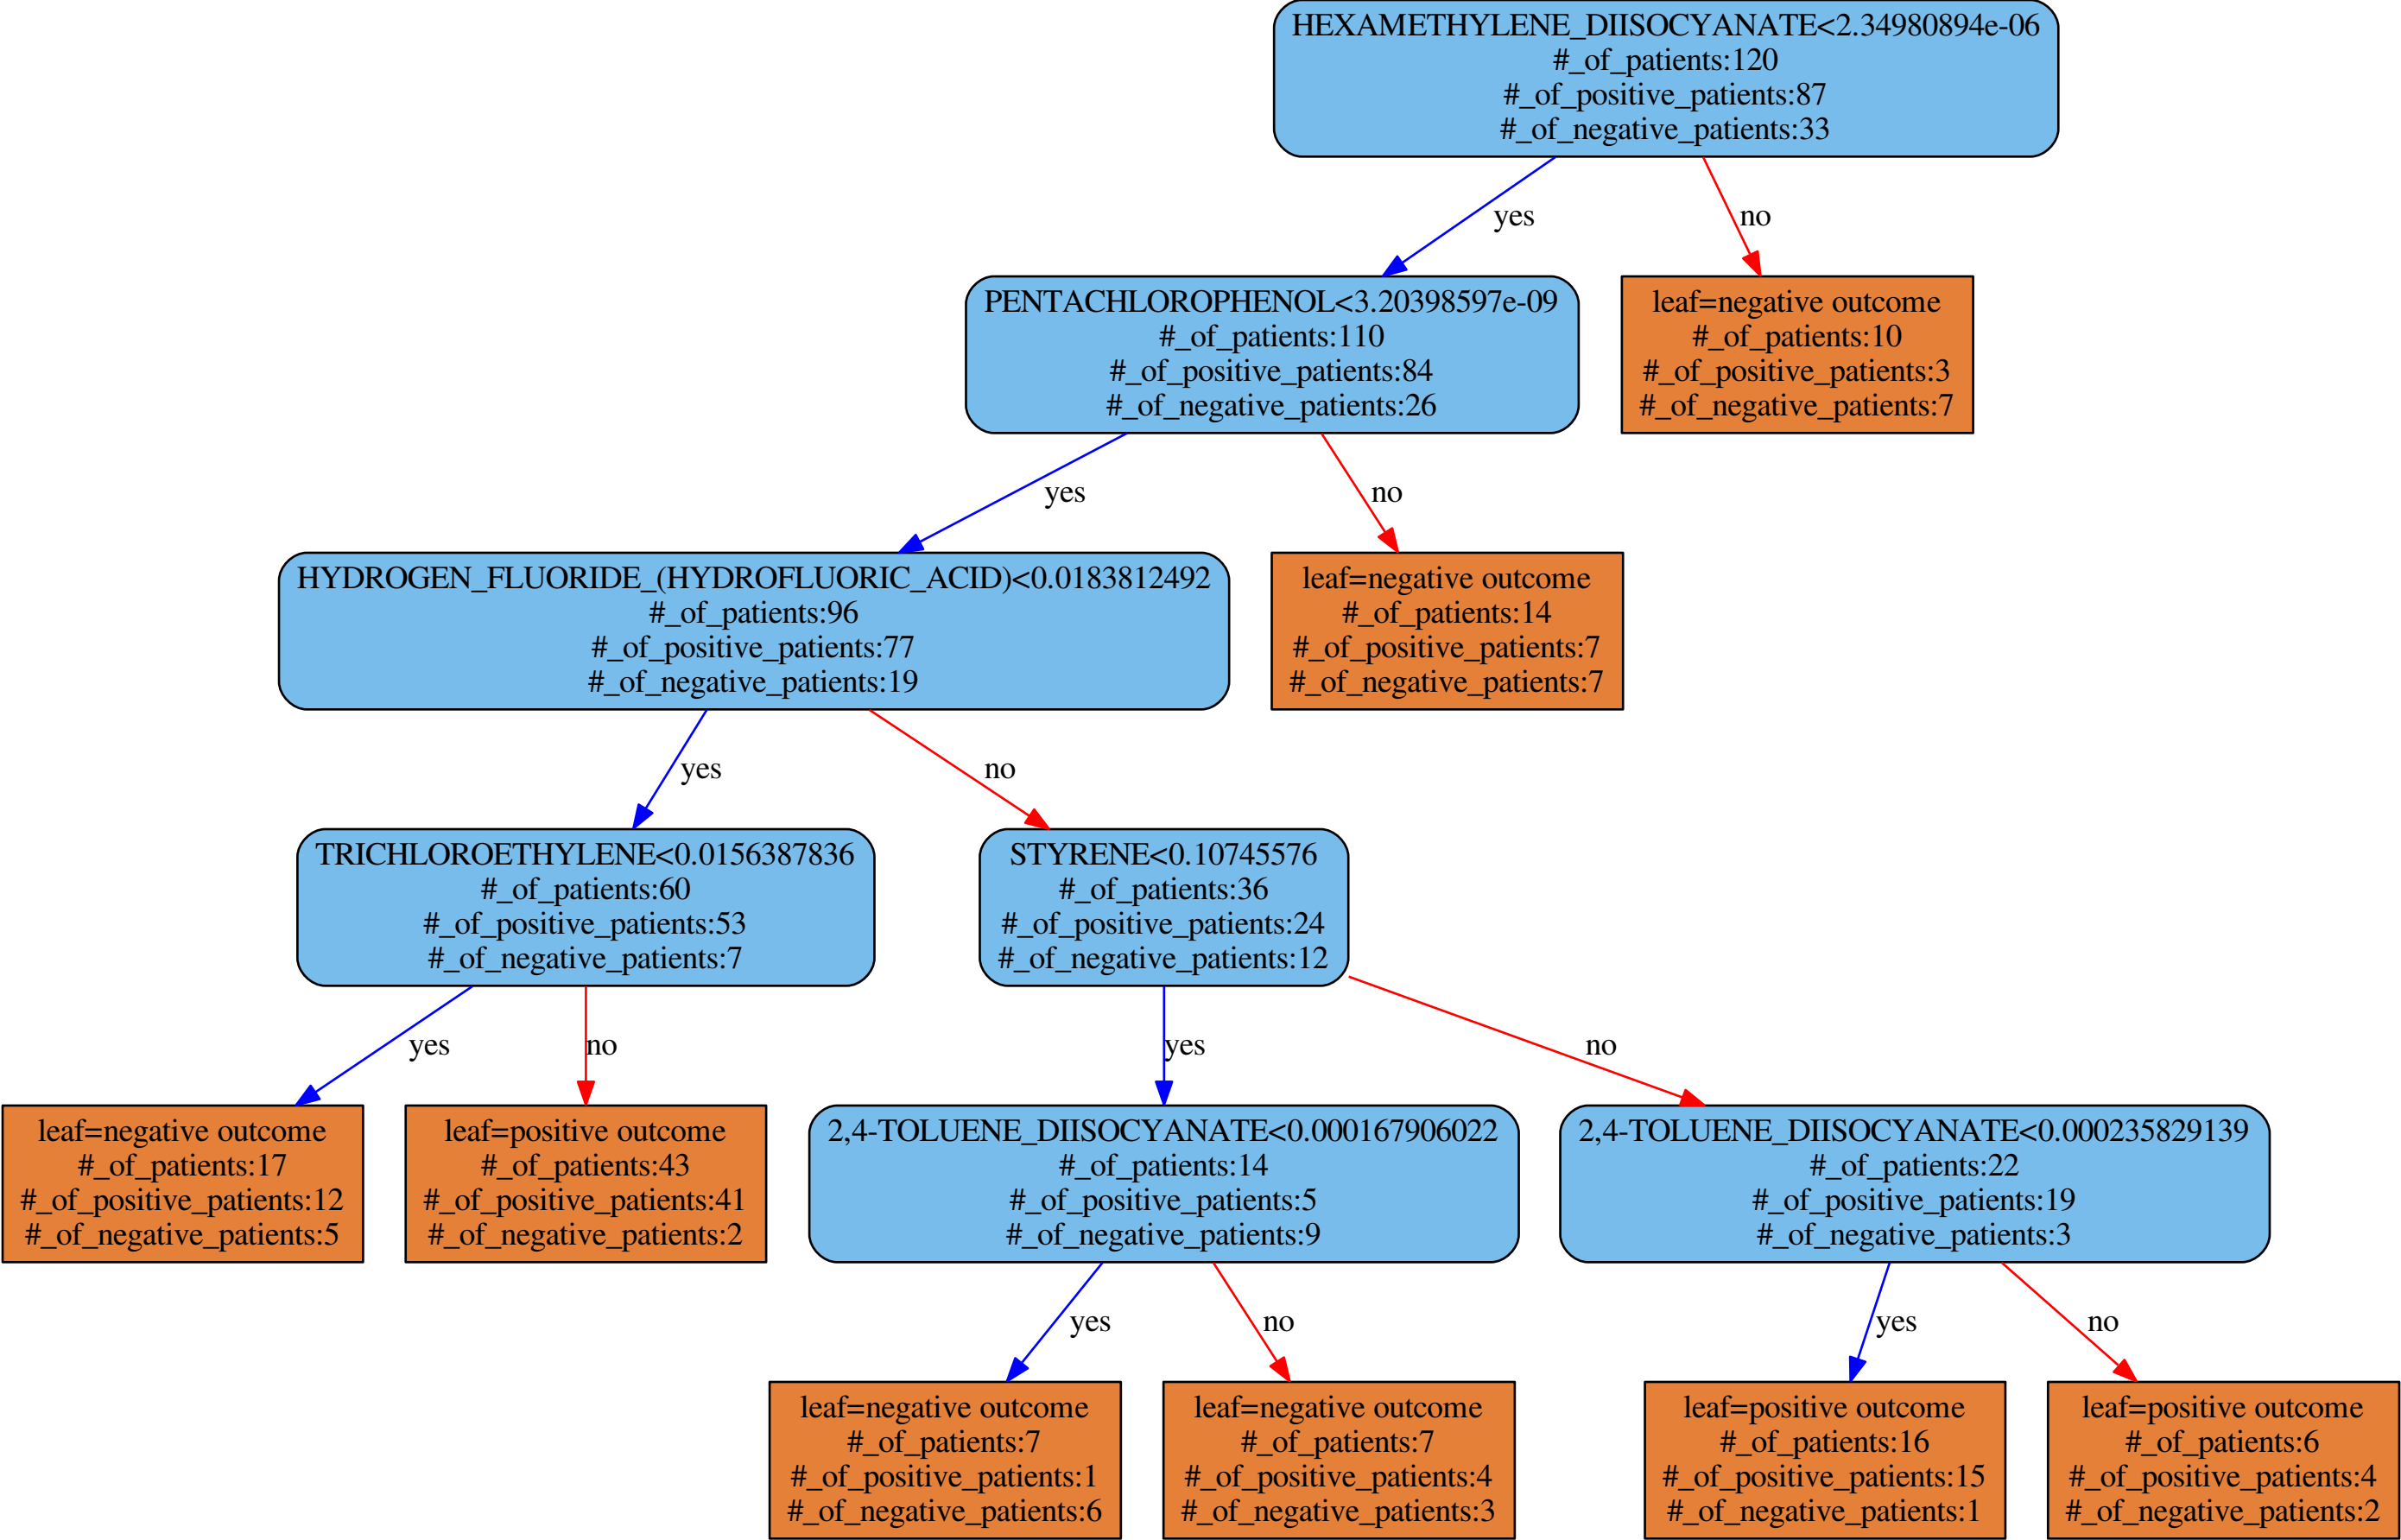 HEXAMETHYLENE_DIISOCYANATE<2.34980894e-06
#_of_patients:120
#_of_positive_patients:87
#_of_negative_patients:33
yes
no
PENTACHLOROPHENOL<3.20398597e-09
#_of_patients:110
#_of_positive_patients:84
#_of_negative_patients:26
leaf=negative outcome
#_of_patients:10
#_of_positive_patients:3
#_of_negative_patients:7
yes
no
HYDROGEN_FLUORIDE_(HYDROFLUORIC_ACID)<0.0183812492
#_of_patients:96
#_of_positive_patients:77
#_of_negative_patients:19
leaf=negative outcome
#_of_patients:14
#_of_positive_patients:7
#_of_negative_patients:7
yes
no
TRICHLOROETHYLENE<0.0156387836
#_of_patients:60
#_of_positive_patients:53
#_of_negative_patients:7
STYRENE<0.10745576
#_of_patients:36
#_of_positive_patients:24
#_of_negative_patients:12
yes
no
yes
no
leaf=negative outcome
#_of_patients:17
#_of_positive_patients:12
#_of_negative_patients:5
leaf=positive outcome
#_of_patients:43
#_of_positive_patients:41
#_of_negative_patients:2
2,4-TOLUENE_DIISOCYANATE<0.000167906022
#_of_patients:14
#_of_positive_patients:5
#_of_negative_patients:9
2,4-TOLUENE_DIISOCYANATE<0.000235829139
#_of_patients:22
#_of_positive_patients:19
#_of_negative_patients:3
yes
no
yes
no
leaf=negative outcome
#_of_patients:7
#_of_positive_patients:1
#_of_negative_patients:6
leaf=negative outcome
#_of_patients:7
#_of_positive_patients:4
#_of_negative_patients:3
leaf=positive outcome
#_of_patients:16
#_of_positive_patients:15
#_of_negative_patients:1
leaf=positive outcome
#_of_patients:6
#_of_positive_patients:4
#_of_negative_patients:2